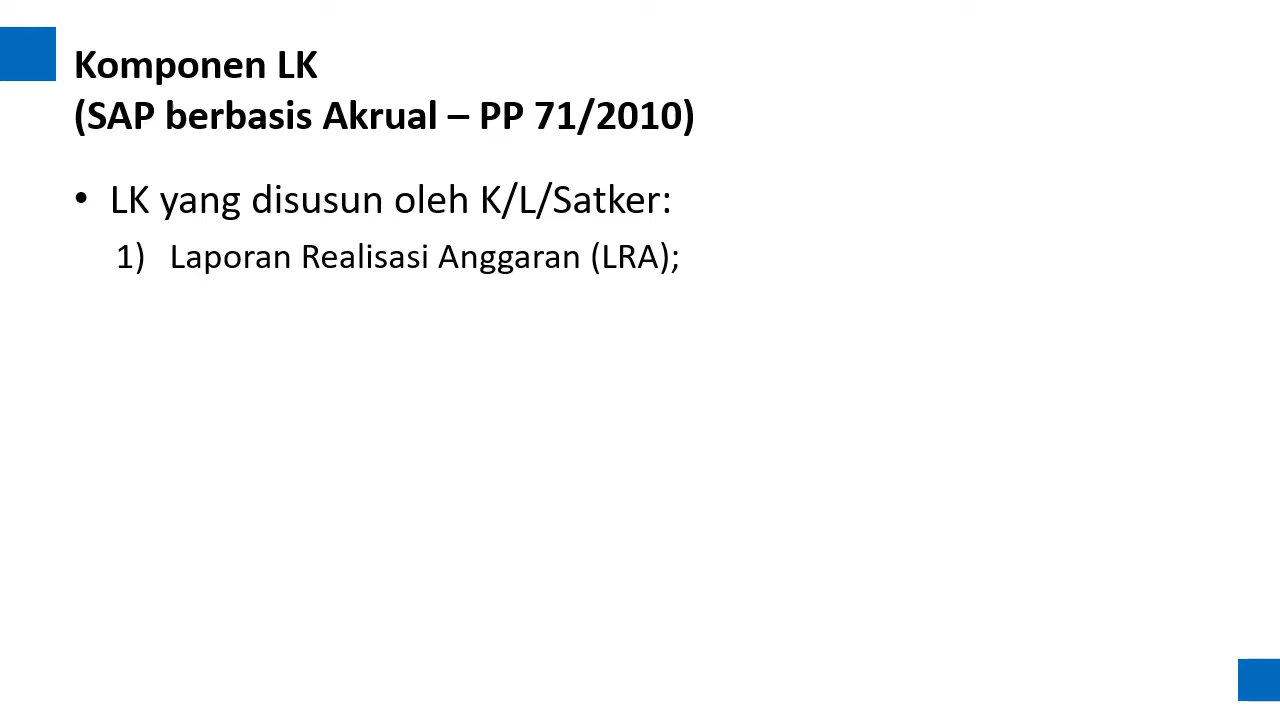 Komponen LK
(SAP berbasis Akrual – PP 71/2010)
• LK yang disusun oleh K/L/Satker:
1) Laporan Realisasi Anggaran (LRA);